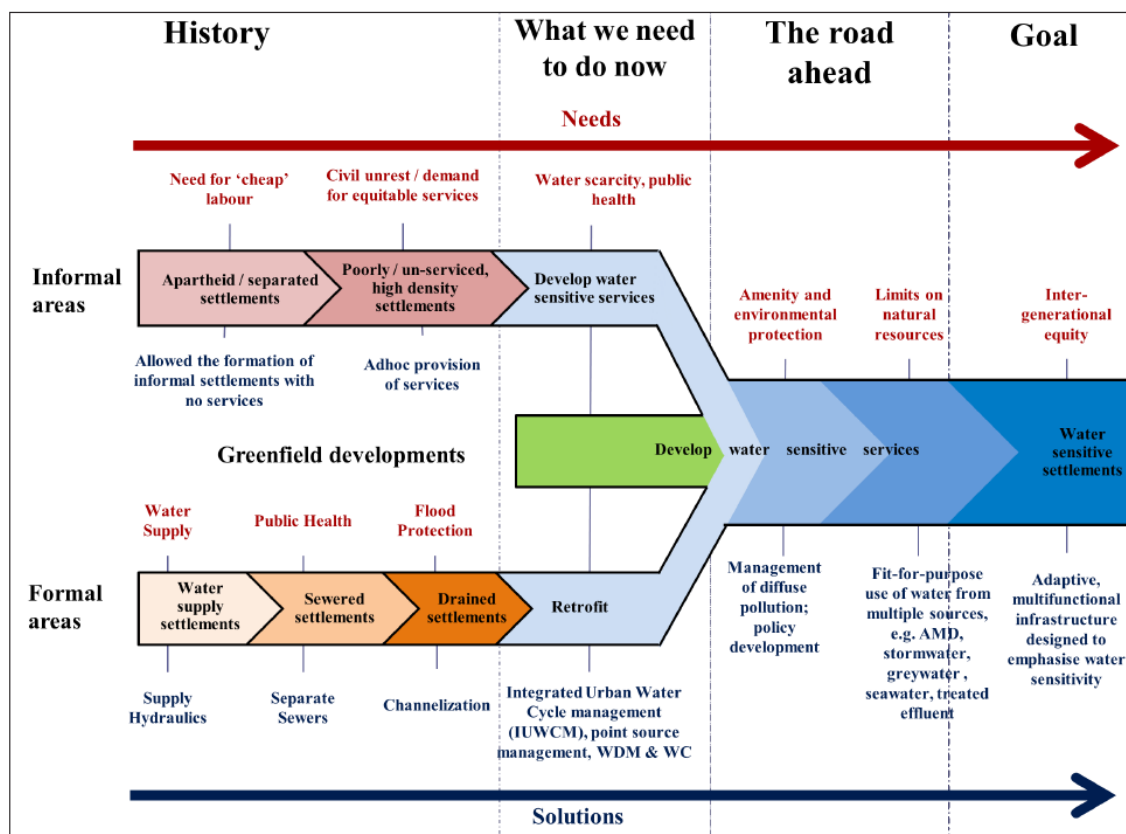 History
What we need
to do now
The road
ahead
Goal
Needs
Need for ‘cheap’
labour
Civil unrest / demand
for equitable services
Water scarcity, public
health
Informal
areas
Apartheid / separated
settlements
Poorly / un-serviced,
high density
settlements
Develop water
sensitive services
Allowed the formation of
informal settlements with
no services
Adhoc provision
of services
Amenity and
environmental
protection
Limits on
natural
resources
Inter-
generational
equity
Greenfield developments
Develop water sensitive services
Water
sensitive
settlements
Water
Supply
Public Health
Flood
Protection
Formal
areas
Water
supply
settlements
Sewered
settlements
Drained
settlements
Retrofit
Supply
Hydraulics
Separate
Sewers
Channelization
Integrated Urban Water
Cycle management
(IUWCM), point source
management, WDM & WC
Management
of diffuse
pollution;
policy
development
Fit-for-purpose
use of water from
multiple sources,
e.g. AMD,
stormwater,
greywater ,
seawater, treated
effluent
Adaptive,
multifunctional
infrastructure
designed to
emphasise water
sensitivity
Solutions